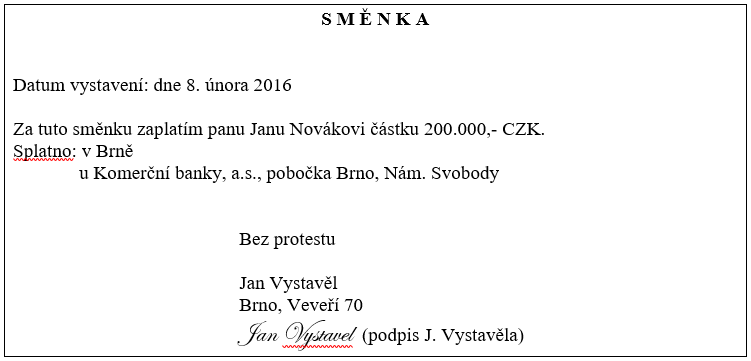 S M Ě N K A
Datum vystavení: dne 8. února 2016
Za tuto směnku zaplatím panu Janu Novákovi částku 200.000,- CZK.
Splatno: v Brně
u Komerční banky, a.s., pobočka Brno, Nám. Svobody
Bez protestu
Jan Vystavěl
Brno, Veveří 70
Jan Vystavel (podpis J. Vystavěla)